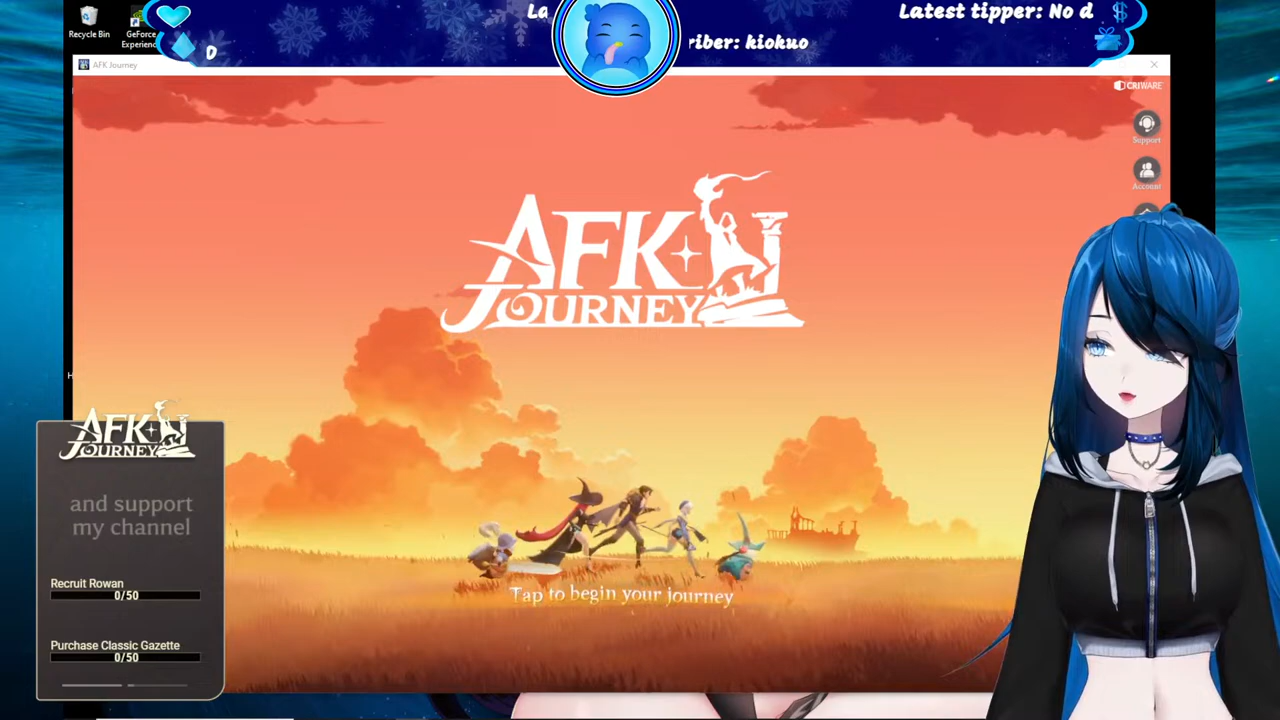 La
Latest tipper: No d
riber: kiokuo
D
Recycle Bin
GeForce
Experienc
AFK Journey
CRIWARE
Support
Account
AFK
JOURNEY
H
AFK
JOURNEY
and support
my channel
Recruit Rowan
0/50
Purchase Classic Gazette
0/50
Tap to begin your journey